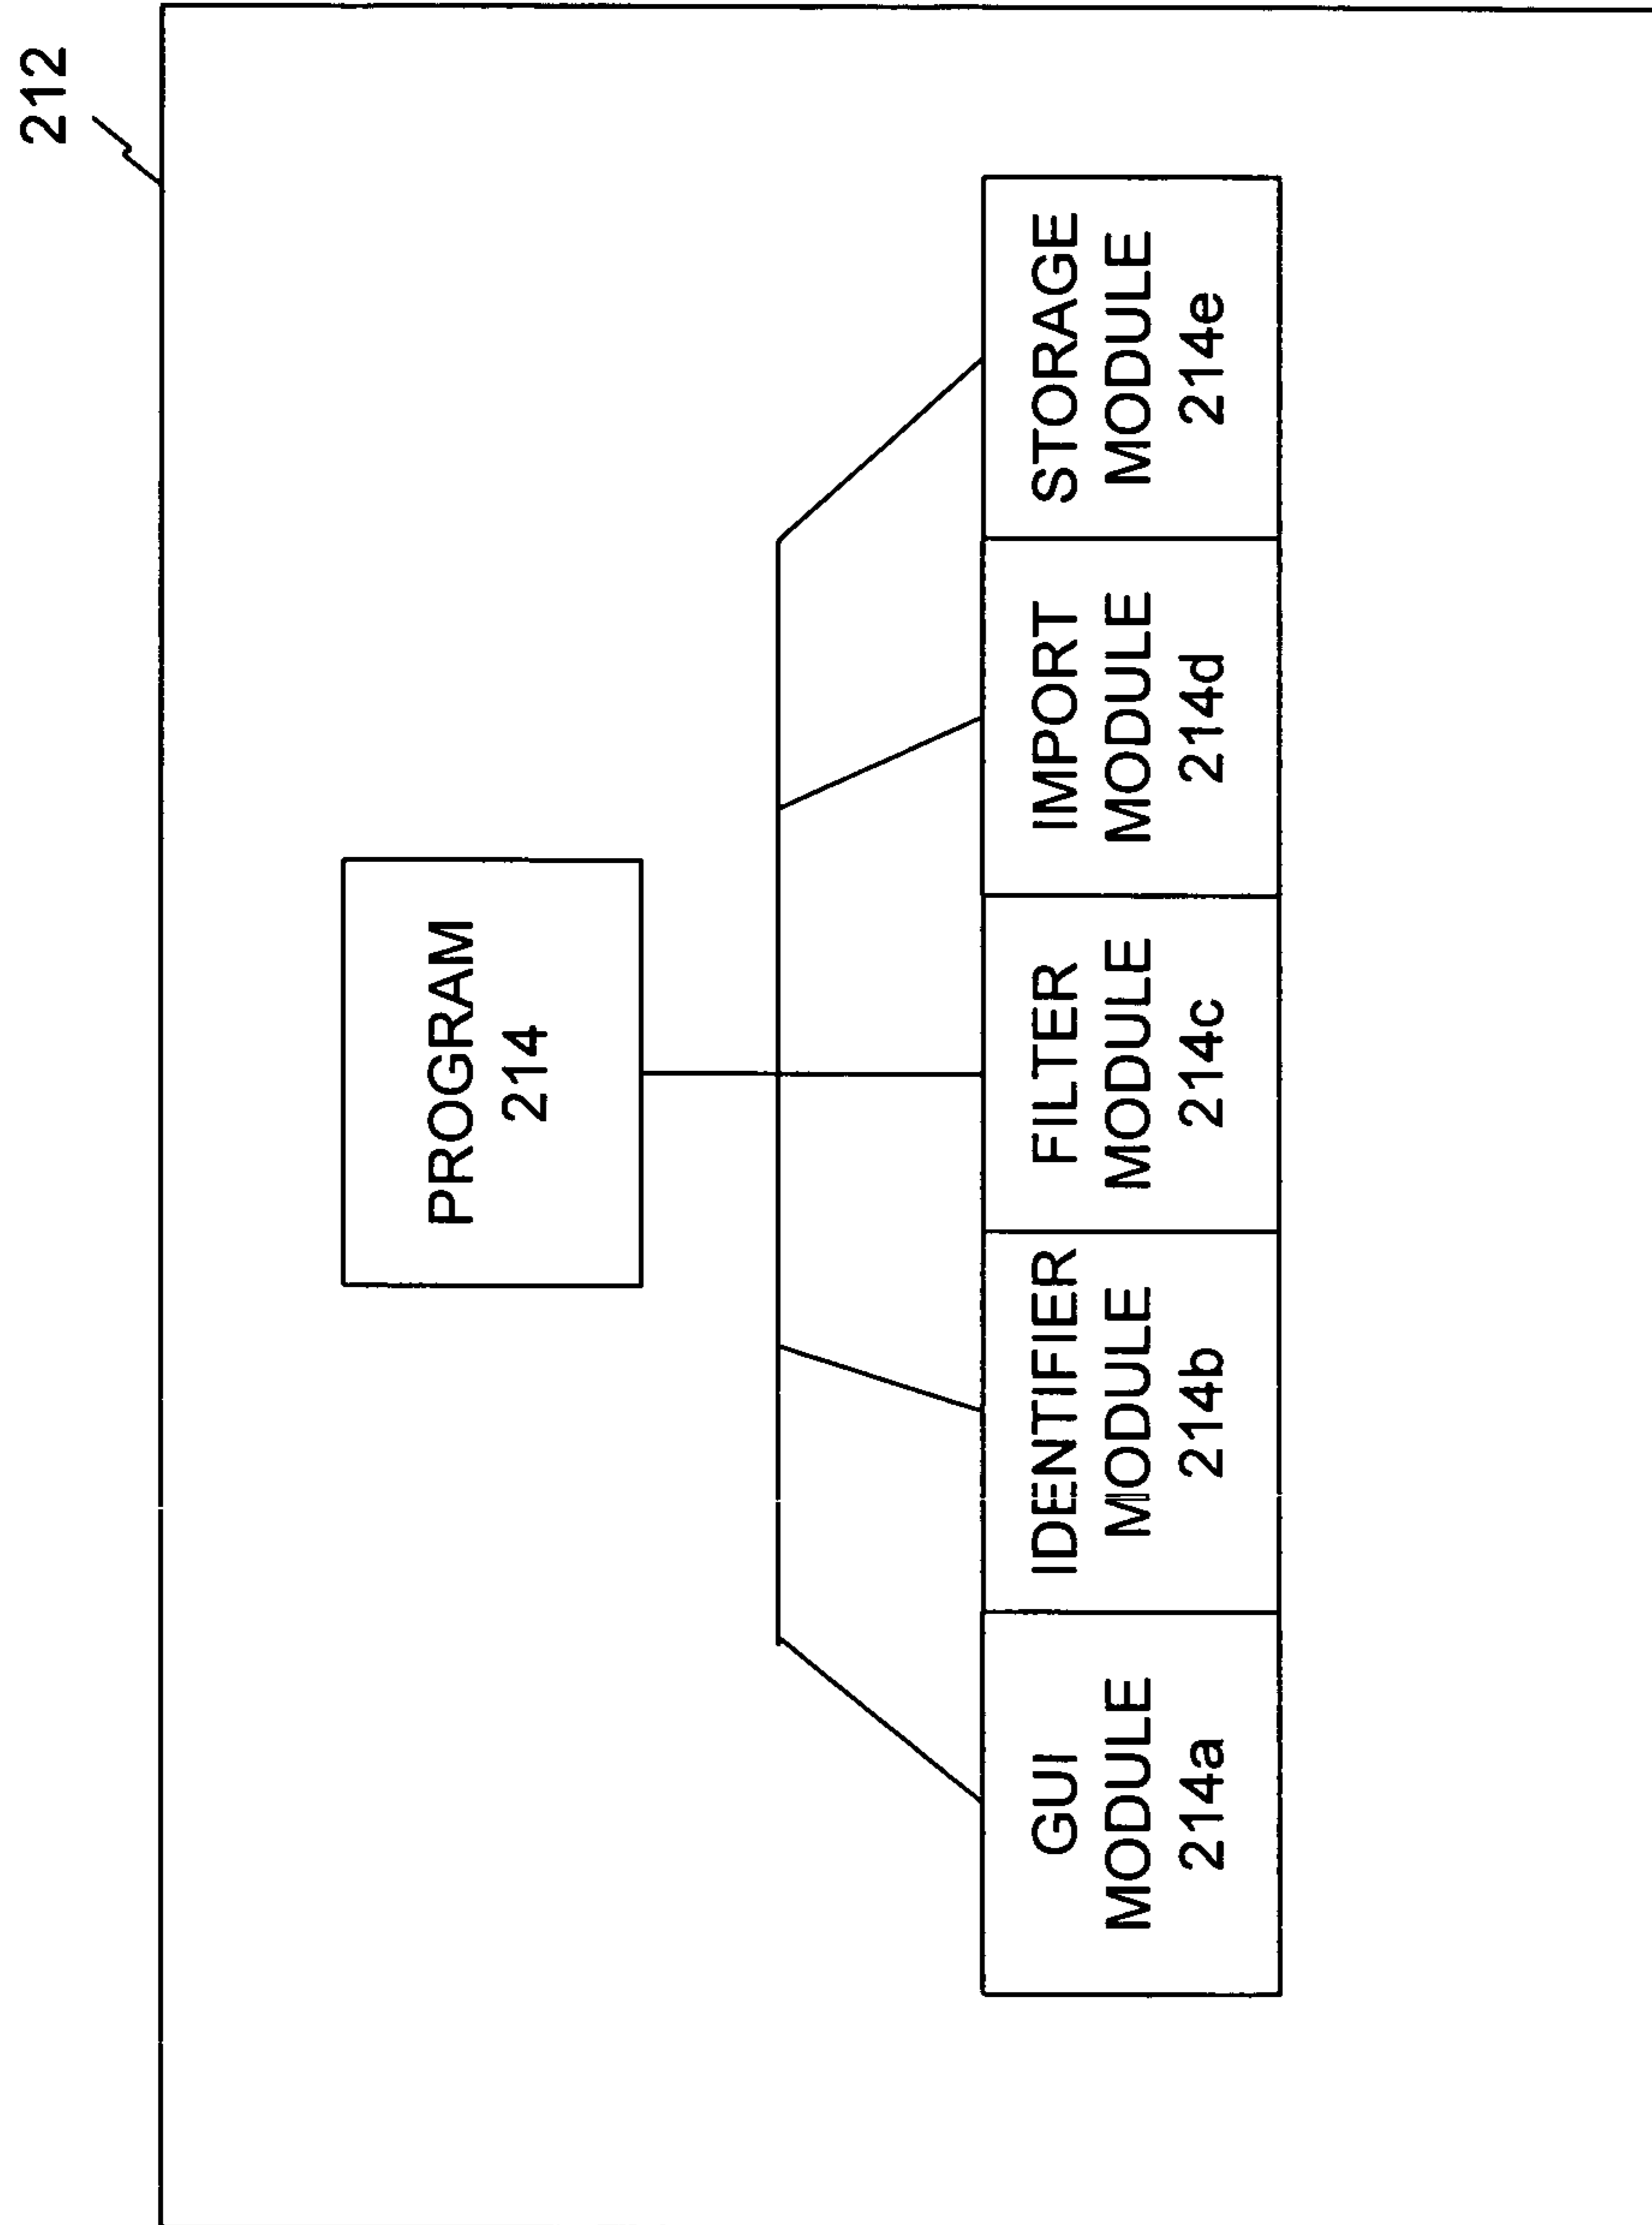 212
PROGRAM
214
GUI
MODULE
214a
IDENTIFIER
MODULE
214b
FILTER
MODULE
214c
IMPORT
MODULE
214d
STORAGE
MODULE
214e